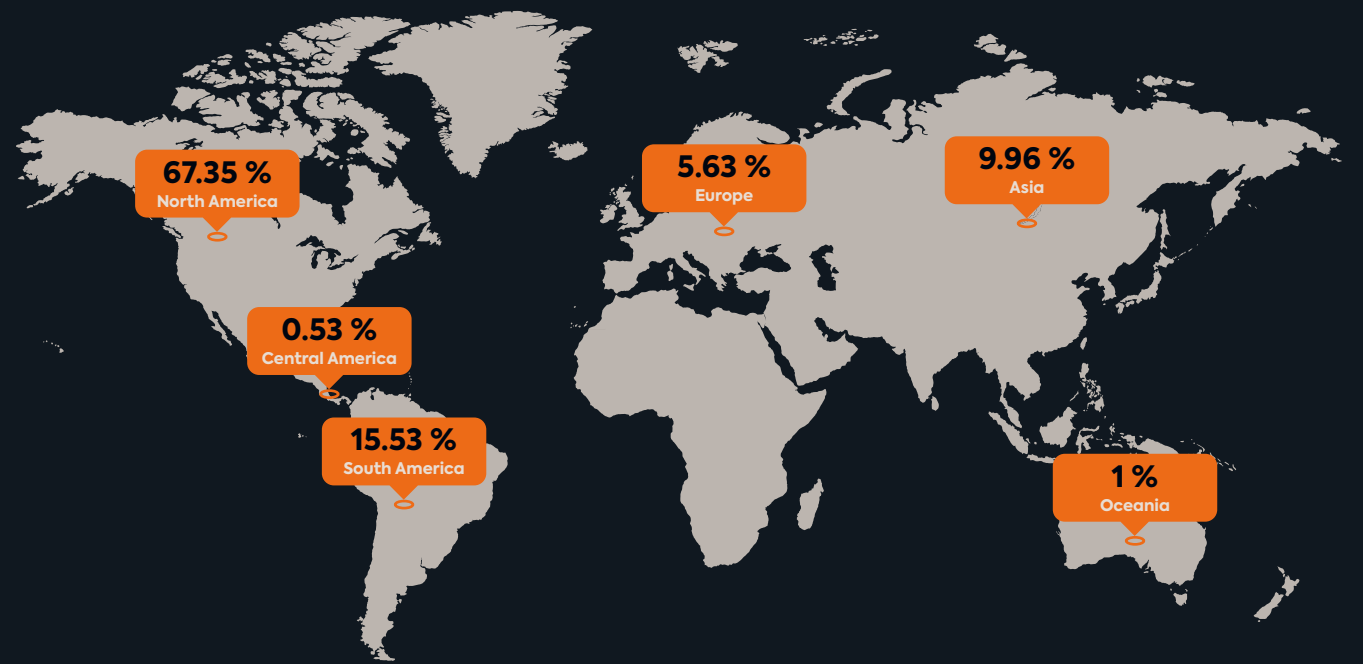 67.35 %
North America
5.63 %
Europe
9.96 %
Asia
0.53 %
Central America
15.53 %
South America
1 %
Oceania